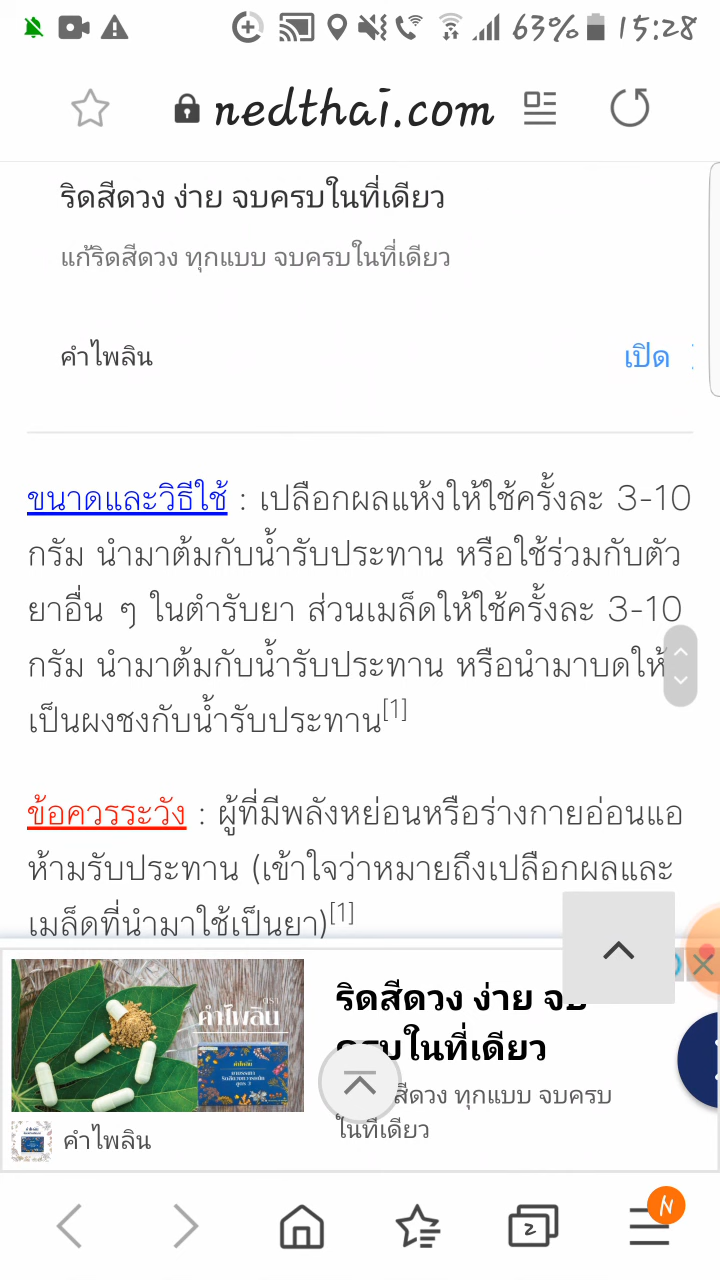 63% 15:28
nedthai.com
ริดสีดวง ง่าย จบครบในที่เดียว
แก้ริดสีดวง ทุกแบบ จบครบในที่เดียว
คำไพลิน
เปิด
ขนาดและวิธีใช้ : เปลือกผลแห้งให้ใช้ครั้งละ 3-10
กรัม นำมาต้มกับน้ำรับประทาน หรือใช้ร่วมกับตัว
ยาอื่น ๆ ในตำรับยา ส่วนเมล็ดให้ใช้ครั้งละ 3-10
กรัม นำมาต้มกับน้ำรับประทาน หรือนำมาบดให้
เป็นผงชงกับน้ำรับประทาน[1]
ข้อควรระวัง : ผู้ที่มีพลังหย่อนหรือร่างกายอ่อนแอ
ห้ามรับประทาน (เข้าใจว่าหมายถึงเปลือกผลและ
เมล็ดที่นำมาใช้เป็นยา)[1]
ตรา
คำไพลิน
คำไพลิน
ริดสีดวง ง่าย จบ
ครบในที่เดียว
สีดวง ทุกแบบ จบครบ
ในที่เดียว
2
N